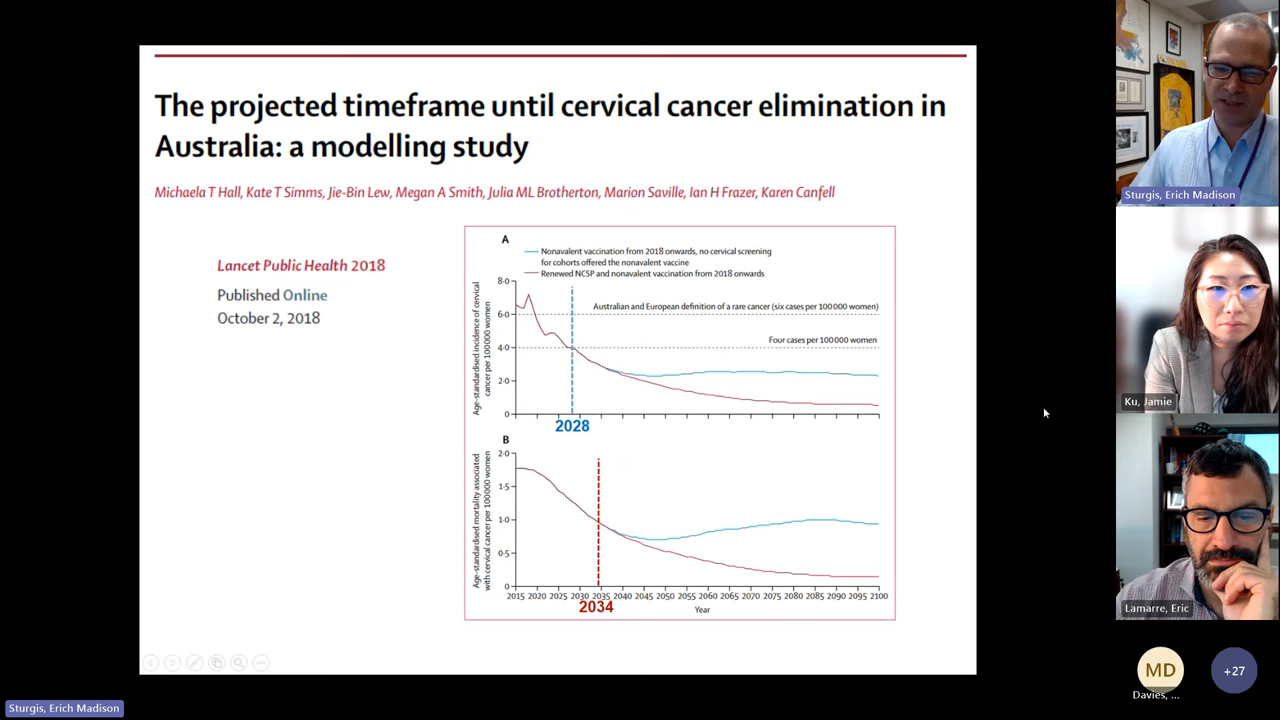 The projected timeframe until cervical cancer elimination in
Australia: a modelling study
Michaela T Hall, Kate T Simms, Jie-Bin Lew, Megan A Smith, Julia ML Brotherton, Marion Saville, Ian H Frazer, Karen Canfell
Lancet Public Health 2018
Published Online
October 2, 2018
A
Nonavalent vaccination from 2018 onwards, no cervical screening
for cohorts offered the nonavalent vaccine
Renewed NCSP and nonavalent vaccination from 2018 onwards
Age-standardised incidence of cervical
cancer per 100 000 women
8·0
6·0
4·0
2·0
0
Australian and European definition of a rare cancer (six cases per 100 000 women)
Four cases per 100 000 women
2028
B
Age-standardised mortality associated
with cervical cancer per 100 000 women
2·0
1·5
1·0
0·5
0
2015 2020 2025 2030 2035 2040 2045 2050 2055 2060 2065 2070 2075 2080 2085 2090 2095 2100
2034
Year
Sturgis, Erich Madison
Ku, Jamie
Lamarre, Eric
MD
Davies, ...
+27
Sturgis, Erich Madison